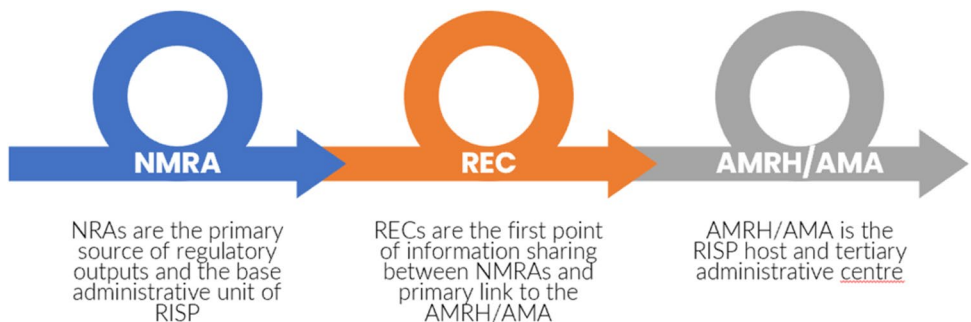 NMRA
NRAs are the primary
source of regulatory
outputs and the base
administrative unit of
RISP
REC
RECs are the first point
of information sharing
between NMRAs and
primary link to the
AMRH/AMA
AMRH/AMA
AMRH/AMA is the
RISP host and tertiary
administrative centre